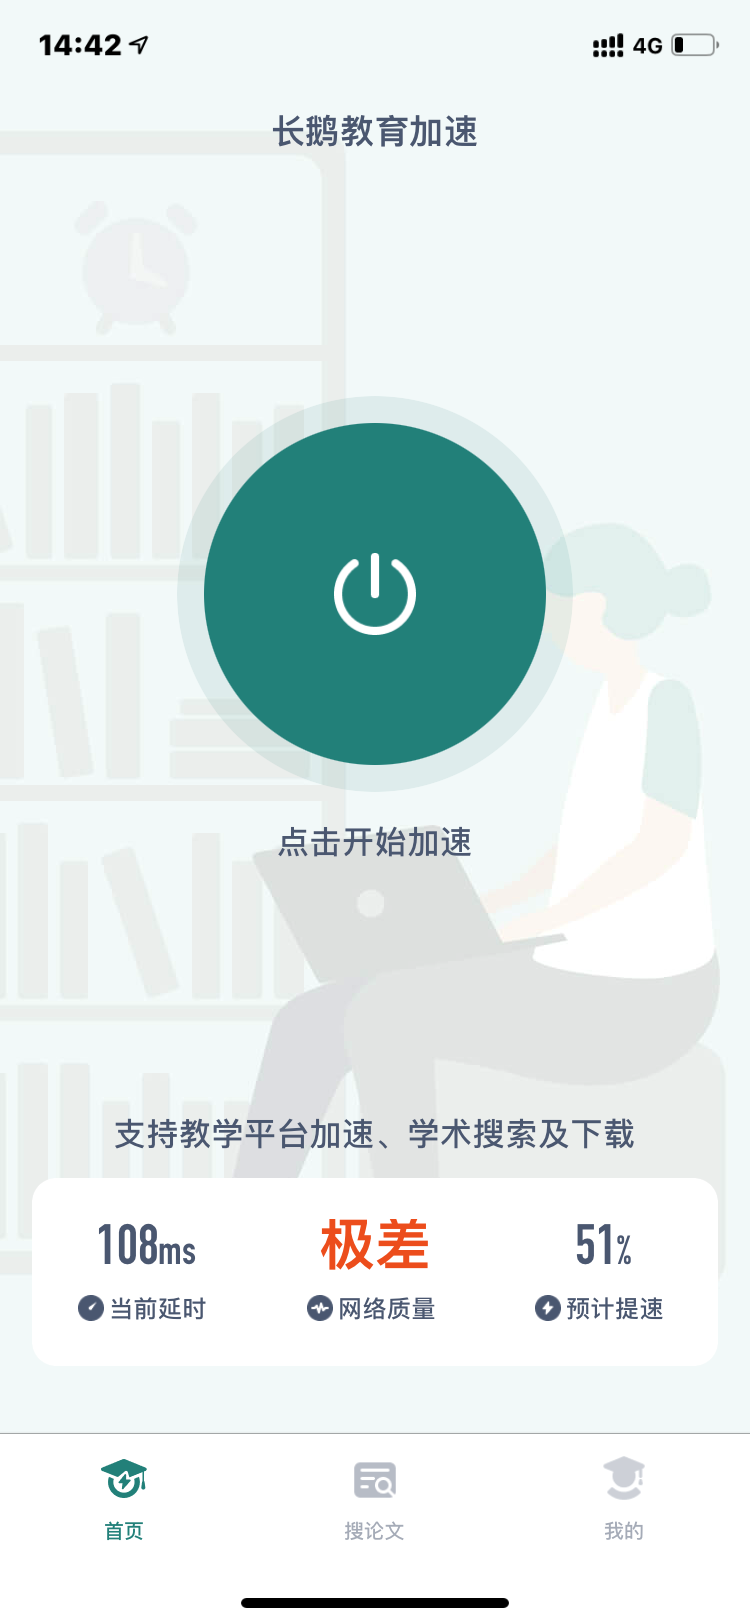 14:42 4G
长鹅教育加速
点击开始加速
支持教学平台加速、学术搜索及下载
108ms 极差 51%
当前延时 网络质量 预计提速
首页 搜论文 我的